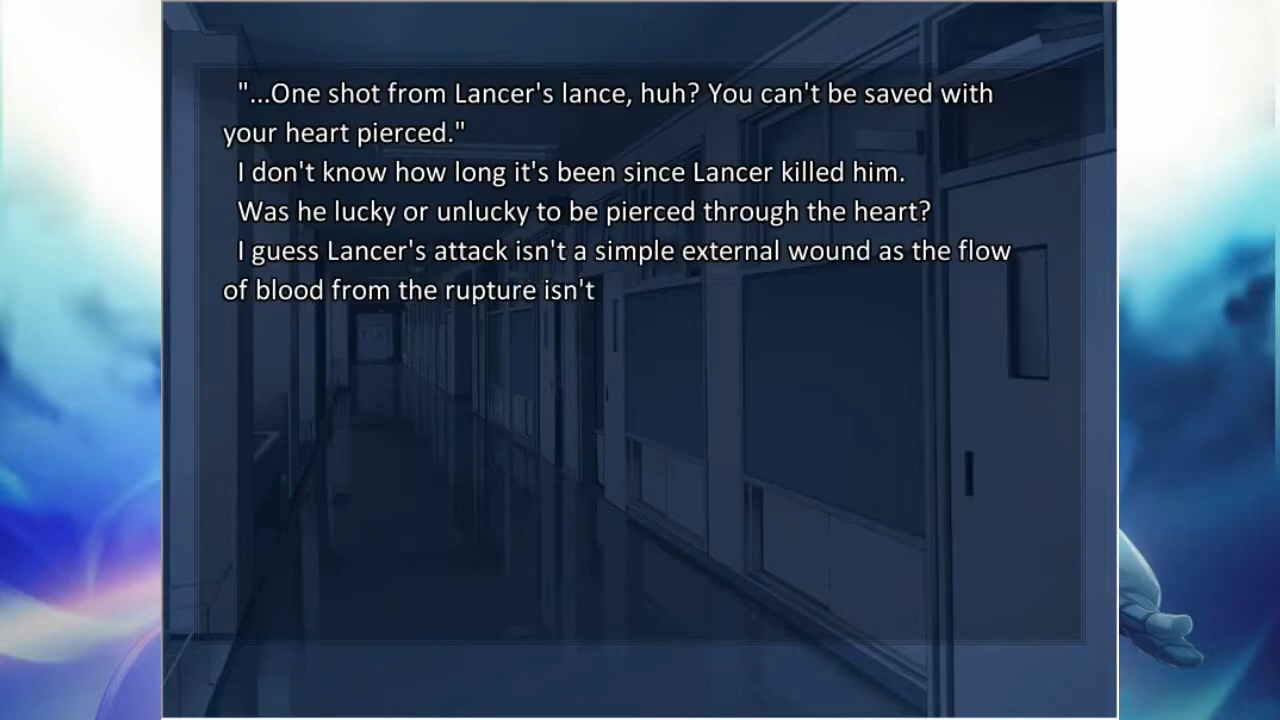 "...One shot from Lancer's lance, huh? You can't be saved with
your heart pierced."
I don't know how long it's been since Lancer killed him.
Was he lucky or unlucky to be pierced through the heart?
I guess Lancer's attack isn't a simple external wound as the flow
of blood from the rupture isn't